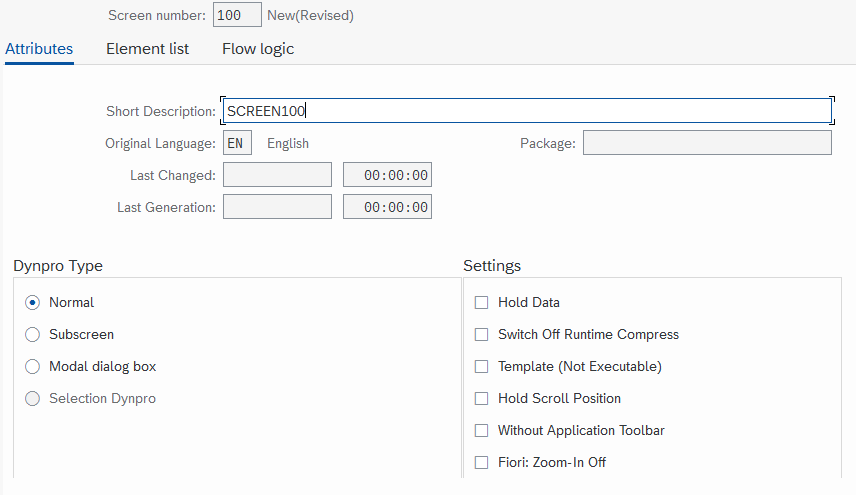 Screen number: 100 New(Revised)
Attributes Element list Flow logic
Short Description: SCREEN100
Original Language: EN English Package:
Last Changed: 00:00:00
Last Generation: 00:00:00
Dynpro Type Settings
Normal Hold Data
Subscreen Switch Off Runtime Compress
Modal dialog box Template (Not Executable)
Selection Dynpro Hold Scroll Position
Without Application Toolbar
Fiori: Zoom-In Off